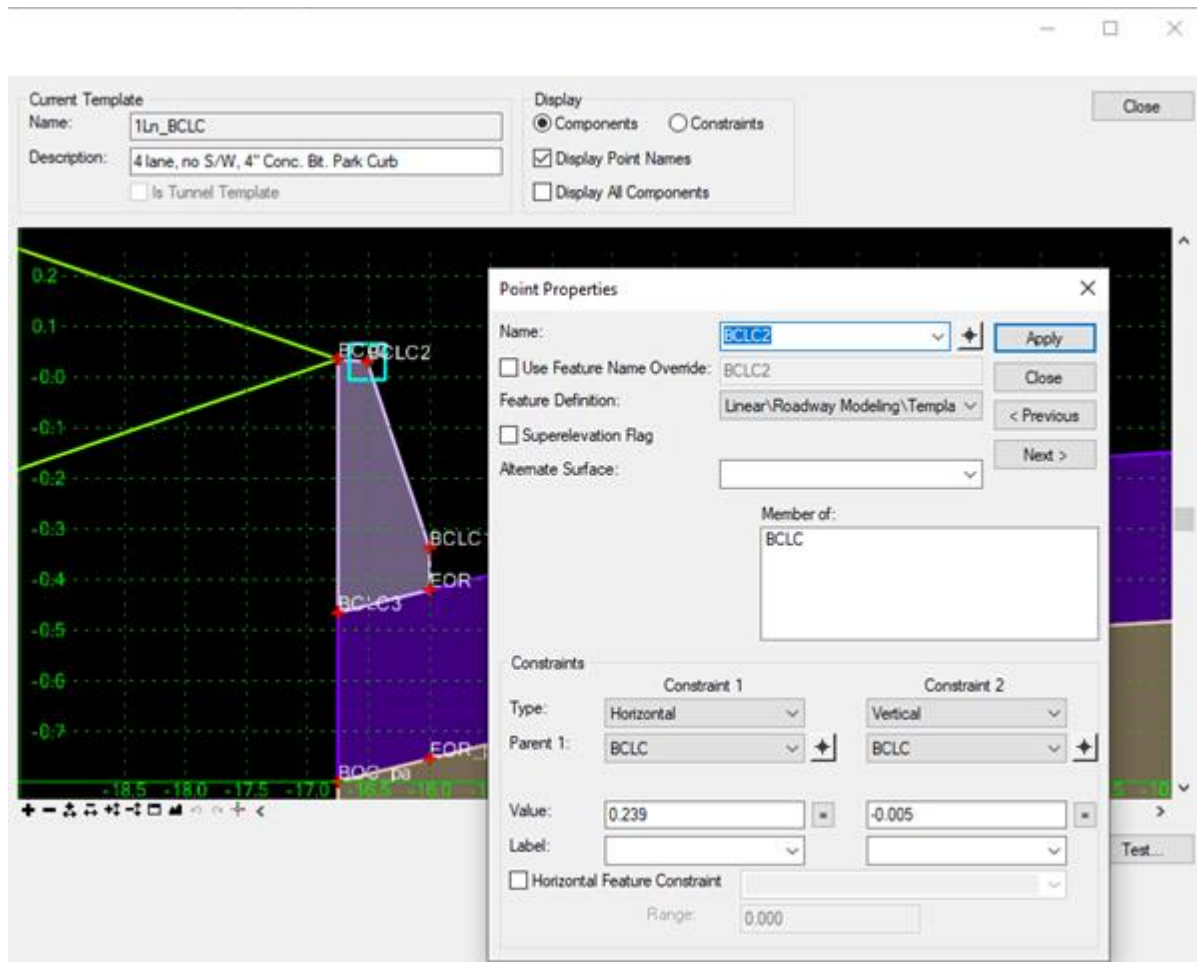 Current Template
Name: 1Ln_BCLC
Description: 4 lane, no S/W, 4" Conc. Bit. Park Curb
Is Tunnel Template
Display
Components Constraints
Display Point Names
Display All Components
Close
0.2
0.1
-0.0
-0.1
-0.2
-0.3
-0.4
-0.5
-0.6
-0.7
BCLC2
BCLC3
EOR
-18.5 -18.0 -17.5 -17.0 -16.5 -16.0
Point Properties
Name: BCLC2
Apply
Use Feature Name Override: BCLC2
Close
Feature Definition: Linear\Roadway Modeling\Templa
< Previous
Superelevation Flag
Next >
Alternate Surface:
Member of:
BCLC
Constraints
Constraint 1 Constraint 2
Type: Horizontal Vertical
Parent 1: BCLC BCLC
Value: 0.239 = -0.005 =
Label:
Horizontal Feature Constraint
Range: 0.000
Test...